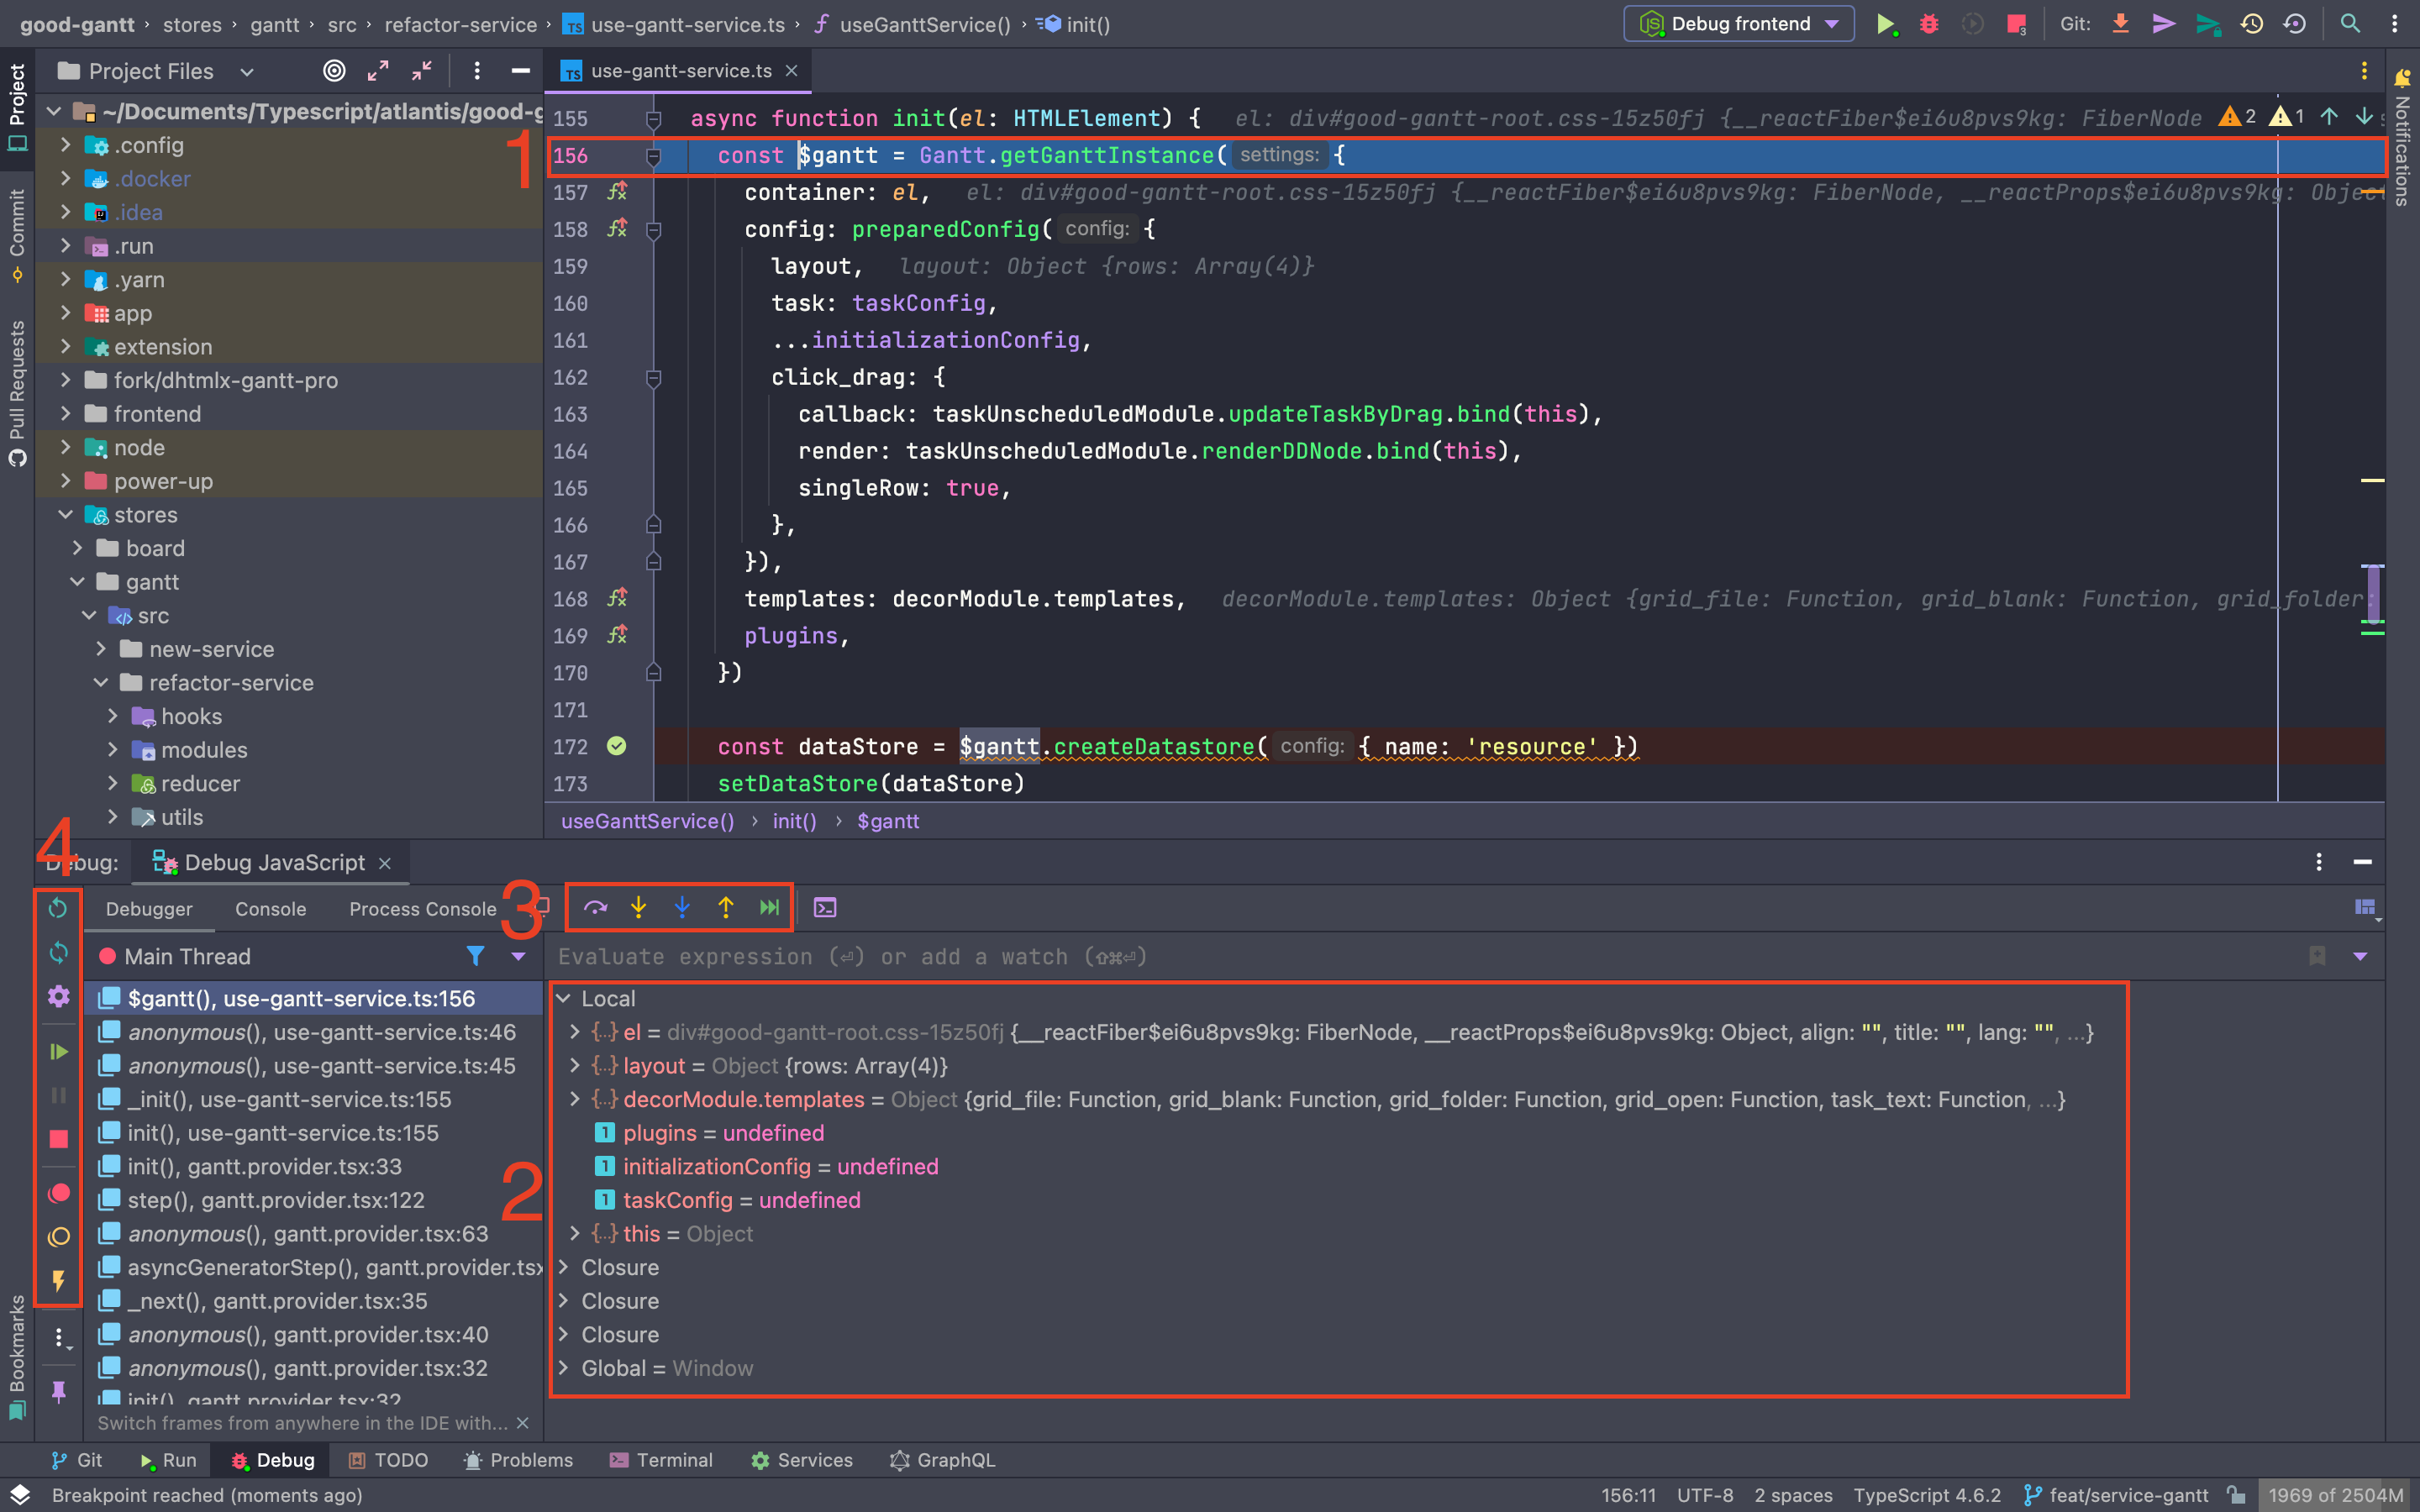 good-gantt › stores › gantt › src › refactor-service › use-gantt-service.ts › useGanttService() › init()
Debug frontend
Git:
Project Files
use-gantt-service.ts
Project
Commit
Pull Requests
Bookmarks
Notifications
~/Documents/Typescript/atlantis/good-g
.config
.docker
.idea
.run
.yarn
app
extension
fork/dhtmlx-gantt-pro
frontend
node
power-up
stores
board
gantt
src
new-service
refactor-service
hooks
modules
reducer
utils
1
155 async function init(el: HTMLElement) { el: div#good-gantt-root.css-15z50fj {__reactFiber$ei6u8pvs9kg: FiberNode 2 1
156 const $gantt = Gantt.getGanttInstance( settings: {
157 container: el, el: div#good-gantt-root.css-15z50fj {__reactFiber$ei6u8pvs9kg: FiberNode, __reactProps$ei6u8pvs9kg: Object
158 config: preparedConfig( config: {
159 layout, layout: Object {rows: Array(4)}
160 task: taskConfig,
161 ...initializationConfig,
162 click_drag: {
163 callback: taskUnscheduledModule.updateTaskByDrag.bind(this),
164 render: taskUnscheduledModule.renderDDNode.bind(this),
165 singleRow: true,
166 },
167 }),
168 templates: decorModule.templates, decorModule.templates: Object {grid_file: Function, grid_blank: Function, grid_folder:
169 plugins,
170 })
171
172 const dataStore = $gantt.createDatastore( config: { name: 'resource' })
173 setDataStore(dataStore)
useGanttService() › init() › $gantt
4
Debug: Debug JavaScript
Debugger Console Process Console
3
Main Thread
Evaluate expression (⏎) or add a watch (⇧⌘⏎)
$gantt(), use-gantt-service.ts:156
anonymous(), use-gantt-service.ts:46
anonymous(), use-gantt-service.ts:45
_init(), use-gantt-service.ts:155
init(), use-gantt-service.ts:155
init(), gantt.provider.tsx:33
step(), gantt.provider.tsx:122
anonymous(), gantt.provider.tsx:63
asyncGeneratorStep(), gantt.provider.tsx
_next(), gantt.provider.tsx:35
anonymous(), gantt.provider.tsx:40
anonymous(), gantt.provider.tsx:32
init(), gantt.provider.tsx:32
Switch frames from anywhere in the IDE with...
2
Local
{...} el = div#good-gantt-root.css-15z50fj {__reactFiber$ei6u8pvs9kg: FiberNode, __reactProps$ei6u8pvs9kg: Object, align: "", title: "", lang: "", ...}
{...} layout = Object {rows: Array(4)}
{...} decorModule.templates = Object {grid_file: Function, grid_blank: Function, grid_folder: Function, grid_open: Function, task_text: Function, ...}
1 plugins = undefined
1 initializationConfig = undefined
1 taskConfig = undefined
{...} this = Object
Closure
Closure
Closure
Global = Window
Git Run Debug TODO Problems Terminal Services GraphQL
Breakpoint reached (moments ago)
156:11 UTF-8 2 spaces TypeScript 4.6.2 feat/service-gantt 1969 of 2504M